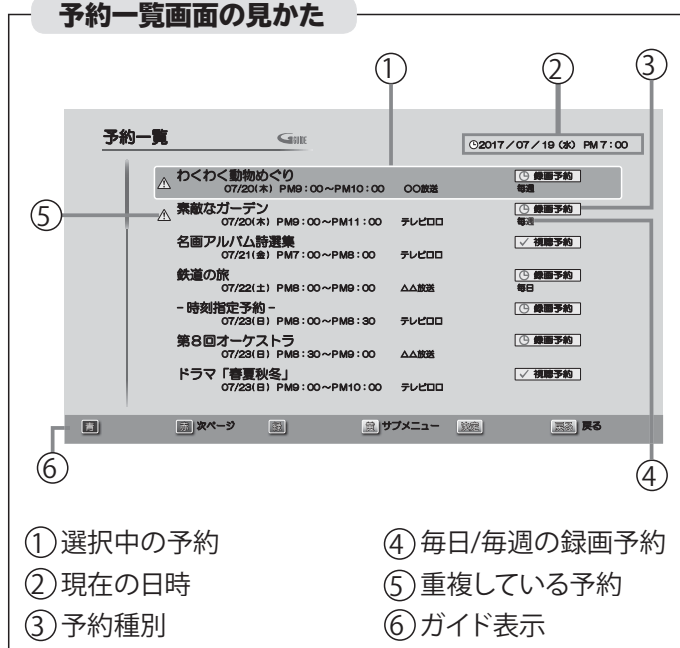 予約一覧画面の見かた
① ② ③
予約一覧 GGUIDE 2017/07/19(水) PM 7:00
わくわく動物めぐり 録画予約
07/20(木) PM9:00~PM10:00 〇〇放送 毎週
⑤ 素敵なガーデン 録画予約
07/20(木) PM9:00~PM11:00 テレビ□□ 毎週
名画アルバム詩選集 視聴予約
07/21(金) PM7:00~PM8:00 テレビ□□
鉄道の旅 録画予約
07/22(土) PM8:00~PM9:00 △△放送 毎日
-時刻指定予約- 録画予約
07/23(日) PM8:00~PM8:30 テレビ□□
第8回オーケストラ 録画予約
07/23(日) PM8:30~PM9:00 △△放送
ドラマ「春夏秋冬」 視聴予約
07/23(日) PM9:00~PM10:00 テレビ□□
青 赤 次ページ 緑 黄 サブメニュー 決定 戻る 戻る
⑥ ④
①選択中の予約 ④毎日/毎週の録画予約
②現在の日時 ⑤重複している予約
③予約種別 ⑥ガイド表示